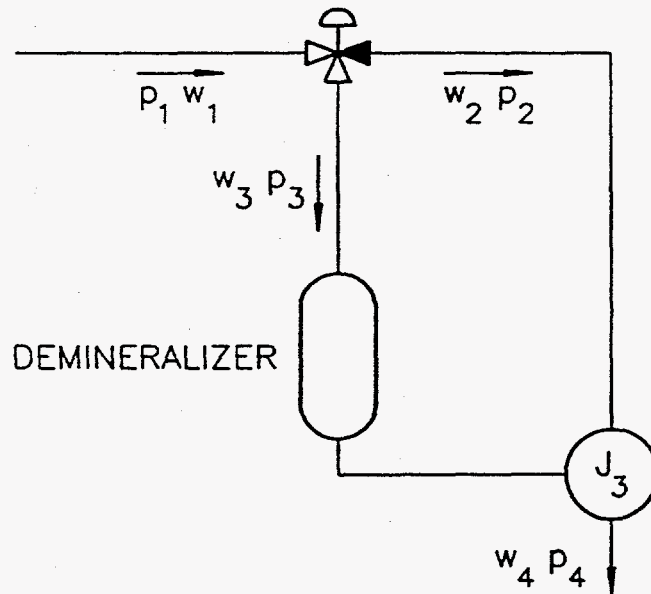 p₁ w₁
w₂ p₂
w₃ p₃
DEMINERALIZER
J₃
w₄ p₄